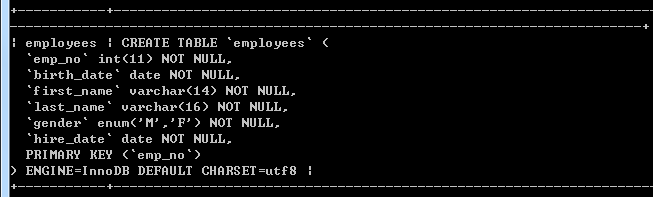 +-----------+-----------------------------------------------------------------
------------------------------------------------------------------------------+
| employees | CREATE TABLE `employees` (
  `emp_no` int(11) NOT NULL,
  `birth_date` date NOT NULL,
  `first_name` varchar(14) NOT NULL,
  `last_name` varchar(16) NOT NULL,
  `gender` enum('M','F') NOT NULL,
  `hire_date` date NOT NULL,
  PRIMARY KEY (`emp_no`)
) ENGINE=InnoDB DEFAULT CHARSET=utf8 |
+-----------+-----------------------------------------------------------------